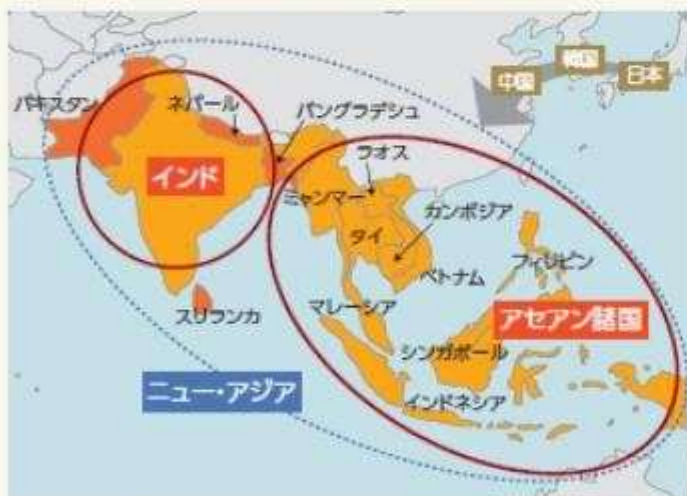 中国
韓国
日本
パキスタン
ネパール
バングラデシュ
インド
ラオス
ミャンマー
カンボジア
タイ
ベトナム
フィリピン
スリランカ
マレーシア
アセアン諸国
シンガポール
ニュー・アジア
インドネシア